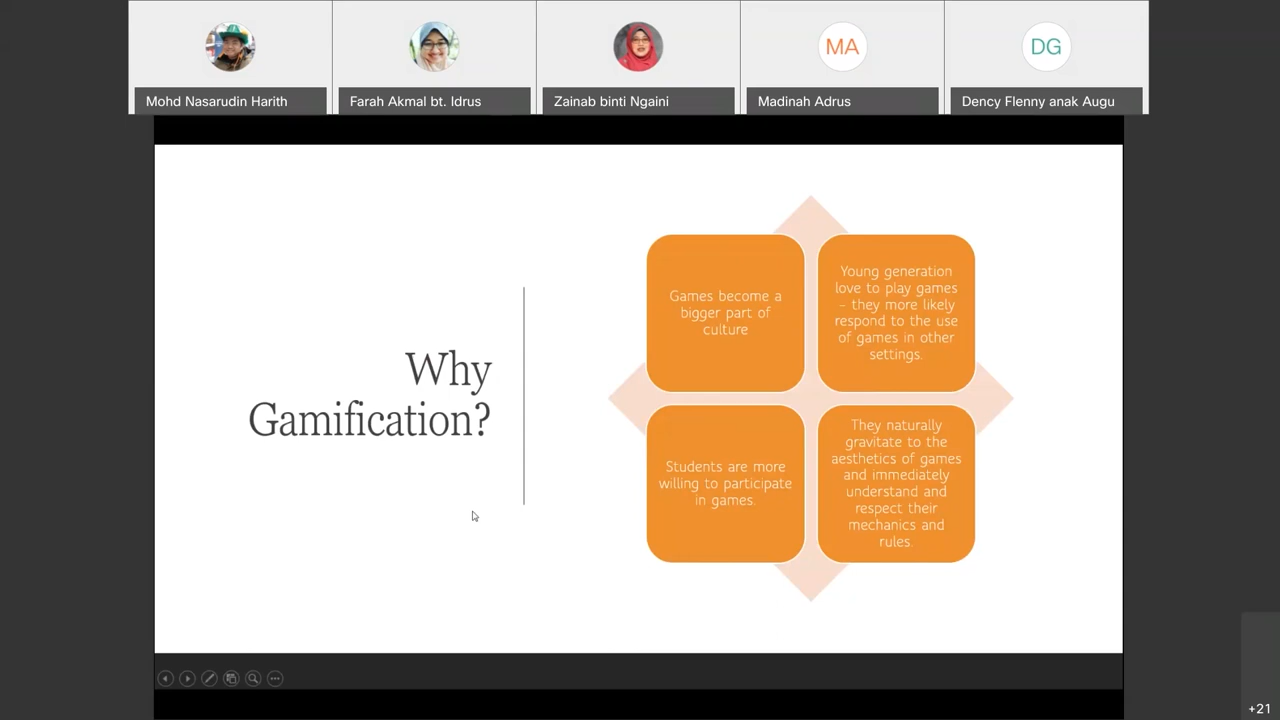 Mohd Nasarudin Harith
Farah Akmal bt. Idrus
Zainab binti Ngaini
MA
Madinah Adrus
DG
Dency Flenny anak Augu
Why
Gamification?
Games become a
bigger part of
culture
Young generation
love to play games
– they more likely
respond to the use
of games in other
settings.
Students are more
willing to participate
in games.
They naturally
gravitate to the
aesthetics of games
and immediately
understand and
respect their
mechanics and
rules.
+21